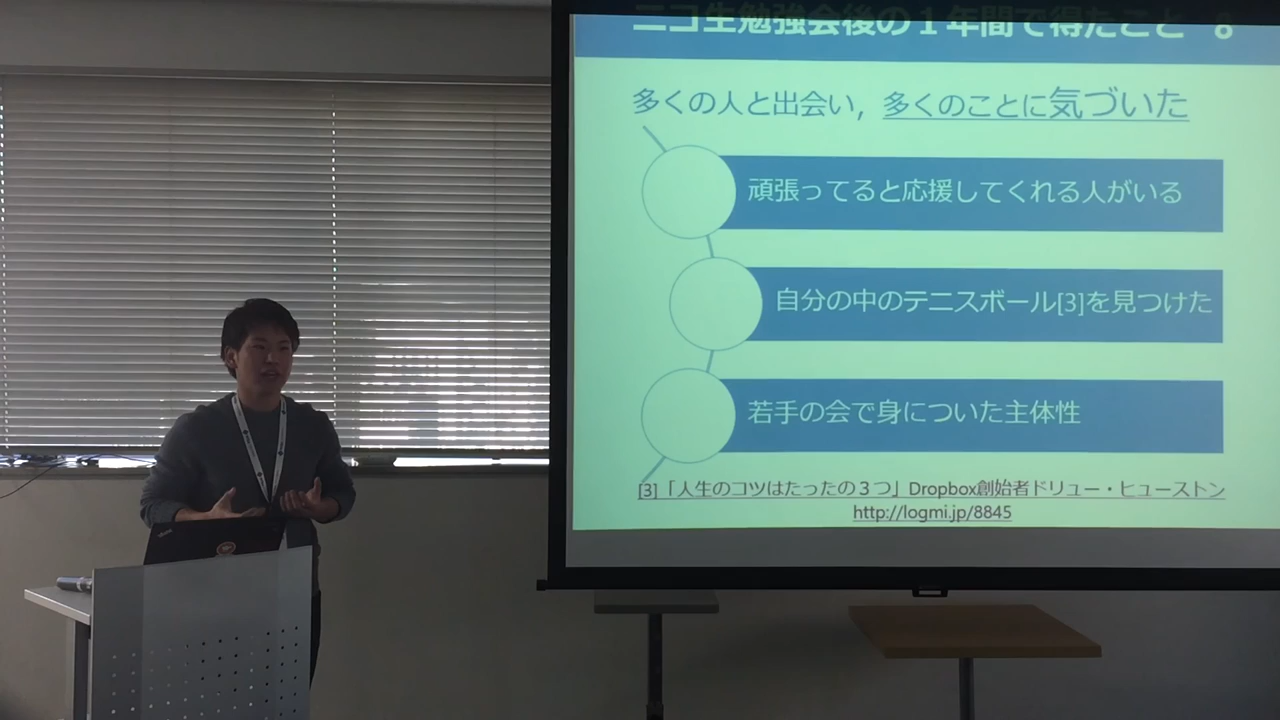 ニコ生勉強会後の１年間で得たこと 8
多くの人と出会い，多くのことに気づいた
頑張ってると応援してくれる人がいる
自分の中のテニスボール[3]を見つけた
若手の会で身についた主体性
[3]「人生のコツはたったの３つ」Dropbox創始者ドリュー・ヒューストン
http://logmi.jp/8845